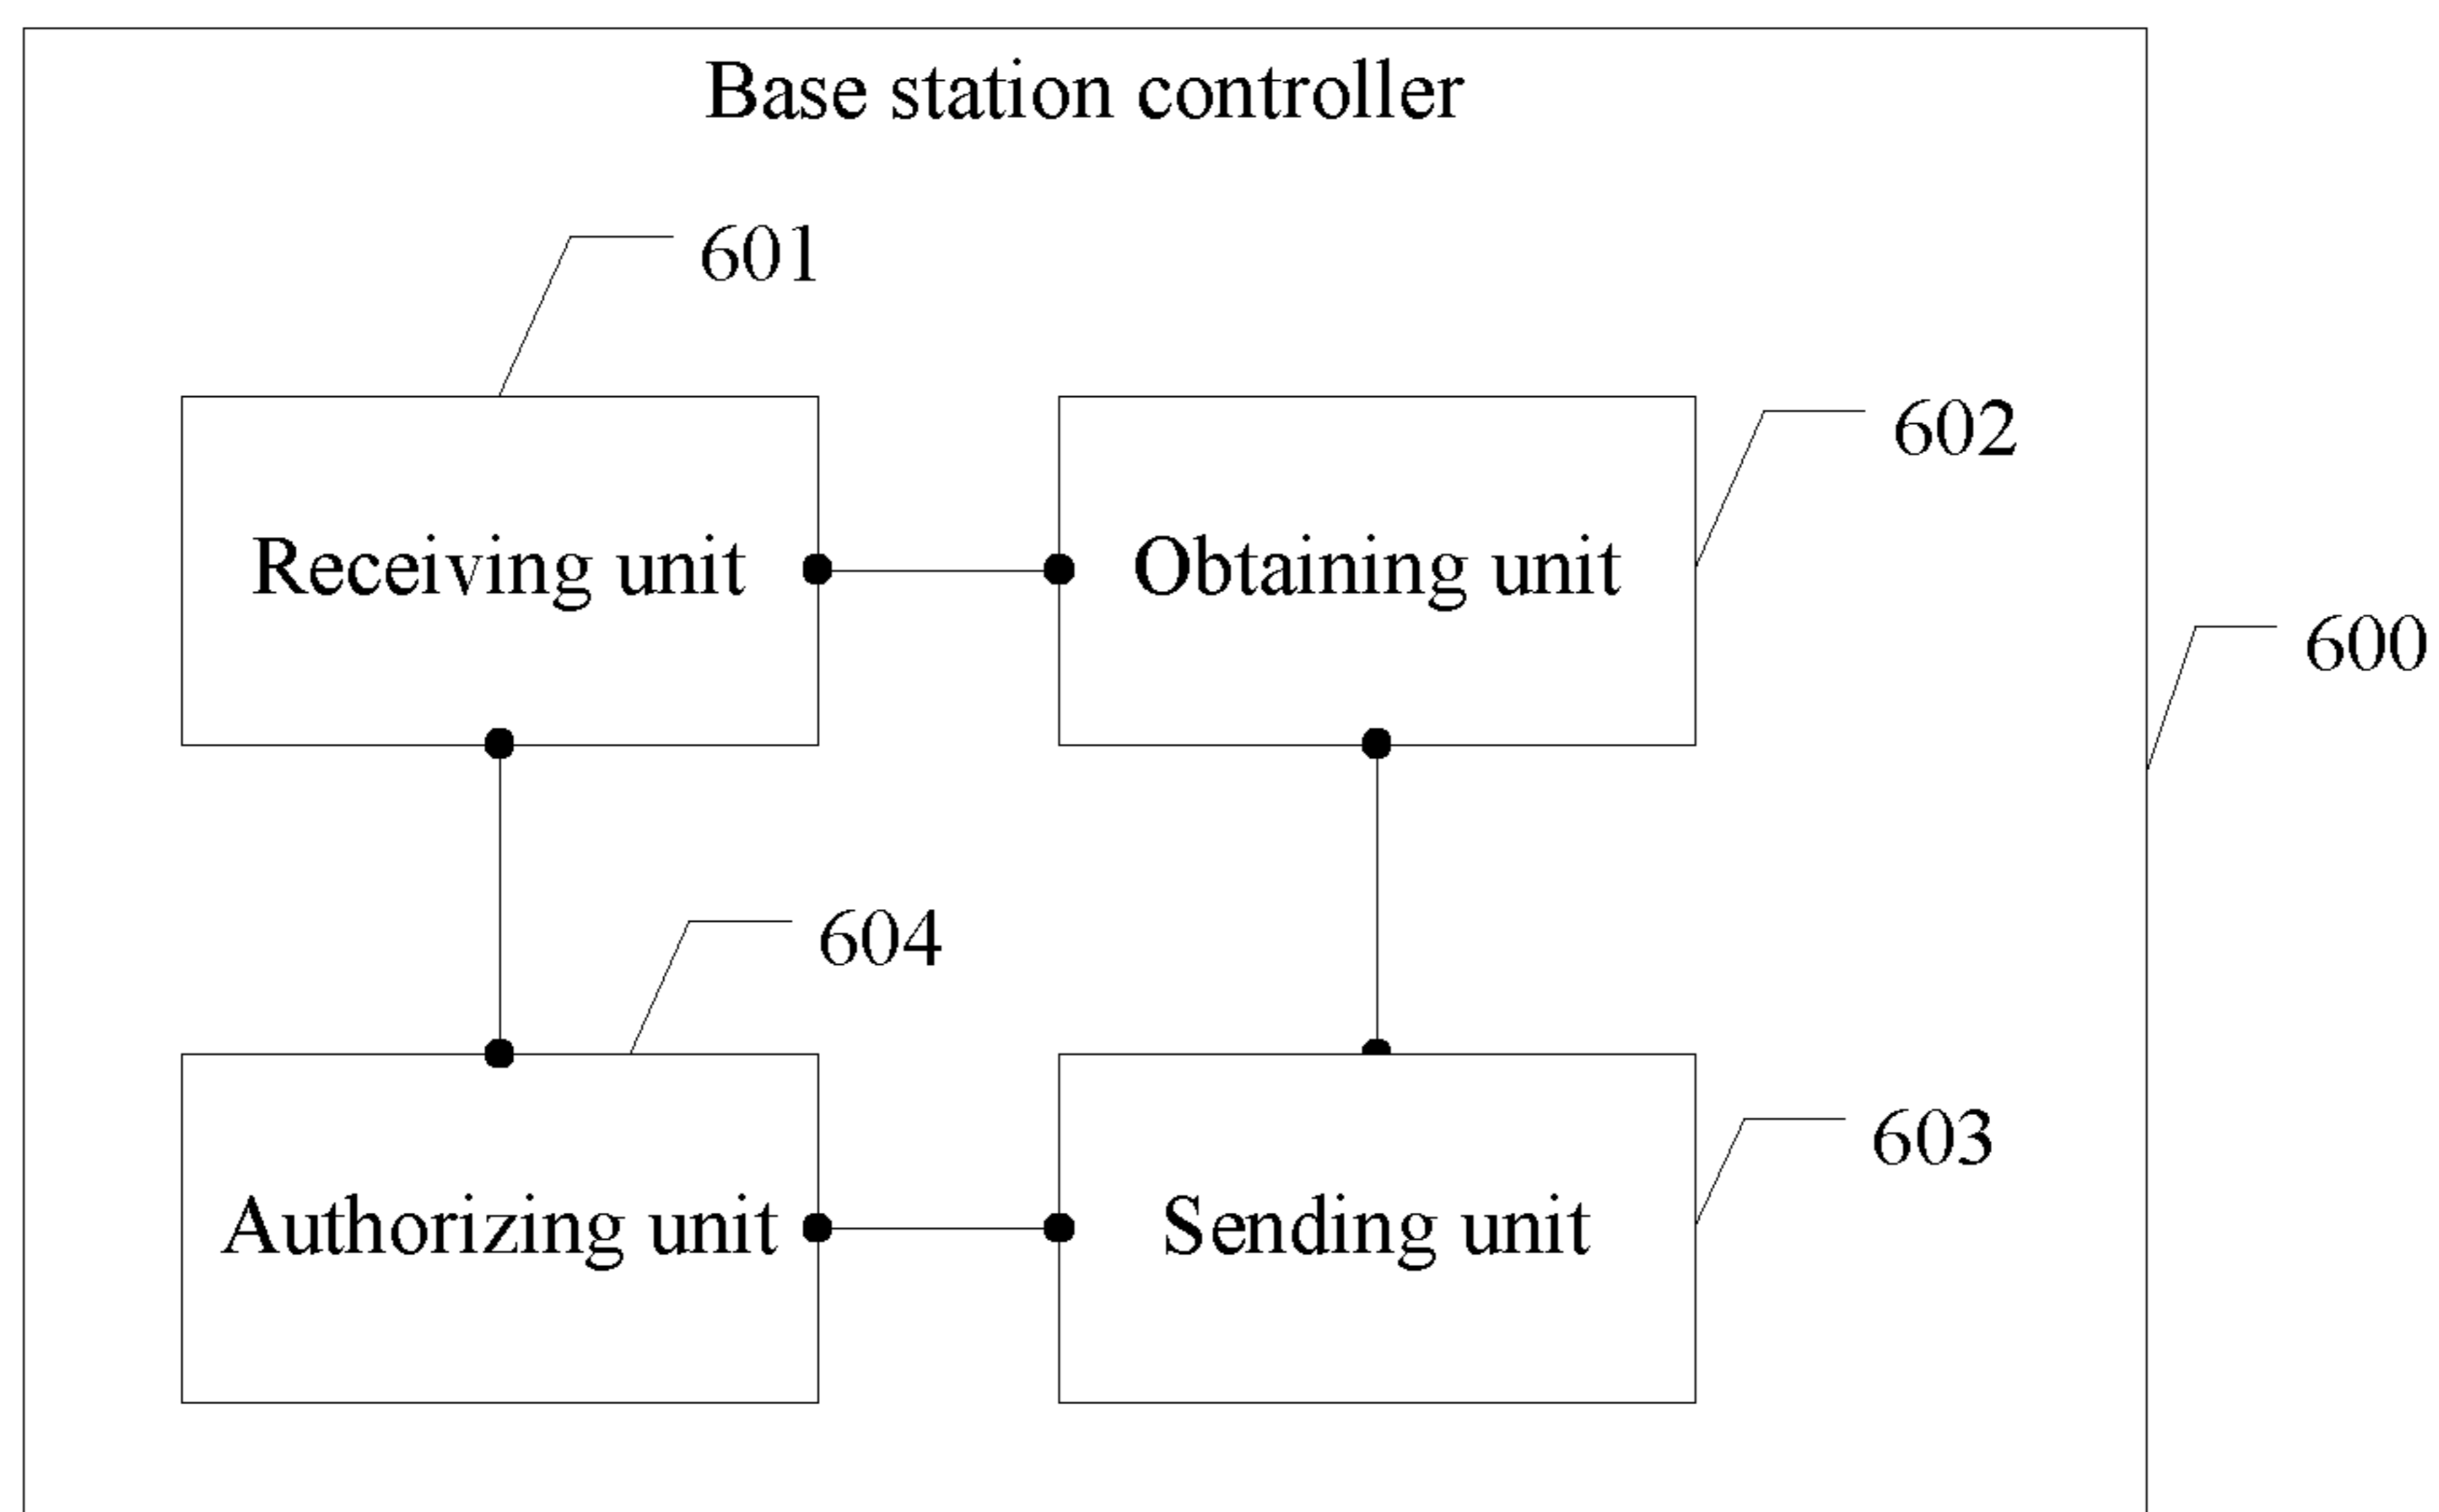 Base station controller
601
602
Receiving unit
Obtaining unit
600
604
603
Authorizing unit
Sending unit